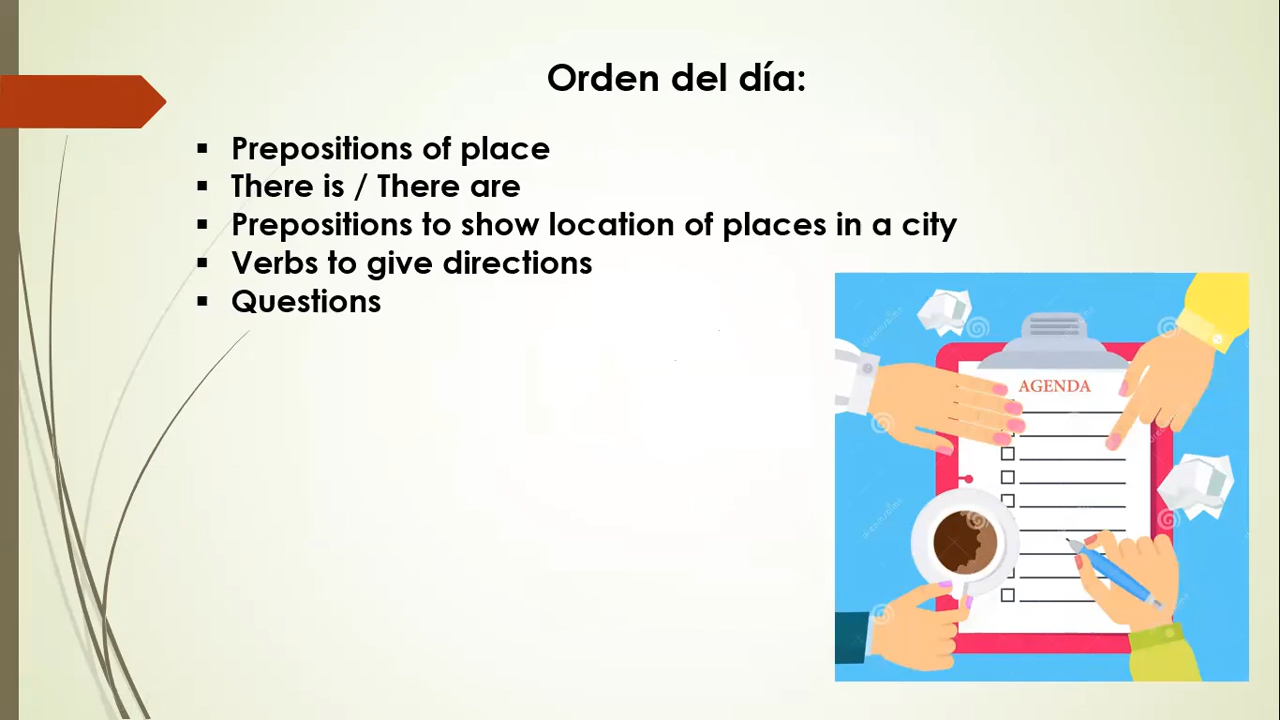 Orden del día:
Prepositions of place
There is / There are
Prepositions to show location of places in a city
Verbs to give directions
Questions
AGENDA